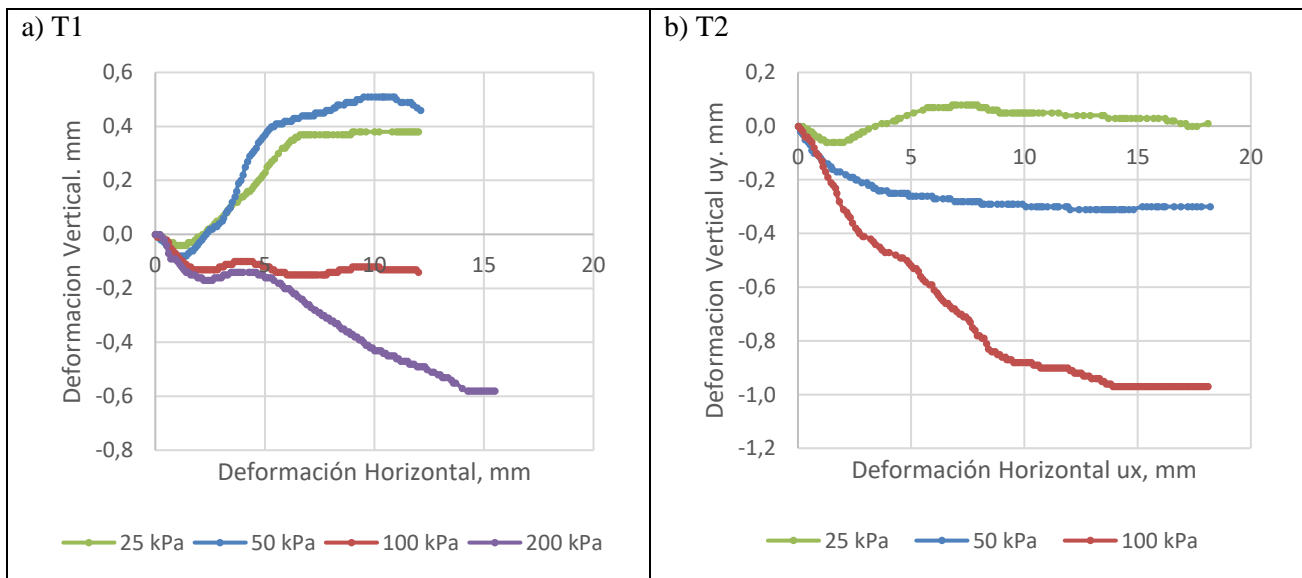 a) T1
Deformacion Vertical. mm
0,6
0,4
0,2
0,0
-0,2
-0,4
-0,6
-0,8
0 5 10 15 20
Deformación Horizontal, mm
25 kPa 50 kPa 100 kPa 200 kPa
b) T2
Deformacion Vertical uy. mm
0,2
0,0
-0,2
-0,4
-0,6
-0,8
-1,0
-1,2
0 5 10 15 20
Deformación Horizontal ux, mm
25 kPa 50 kPa 100 kPa